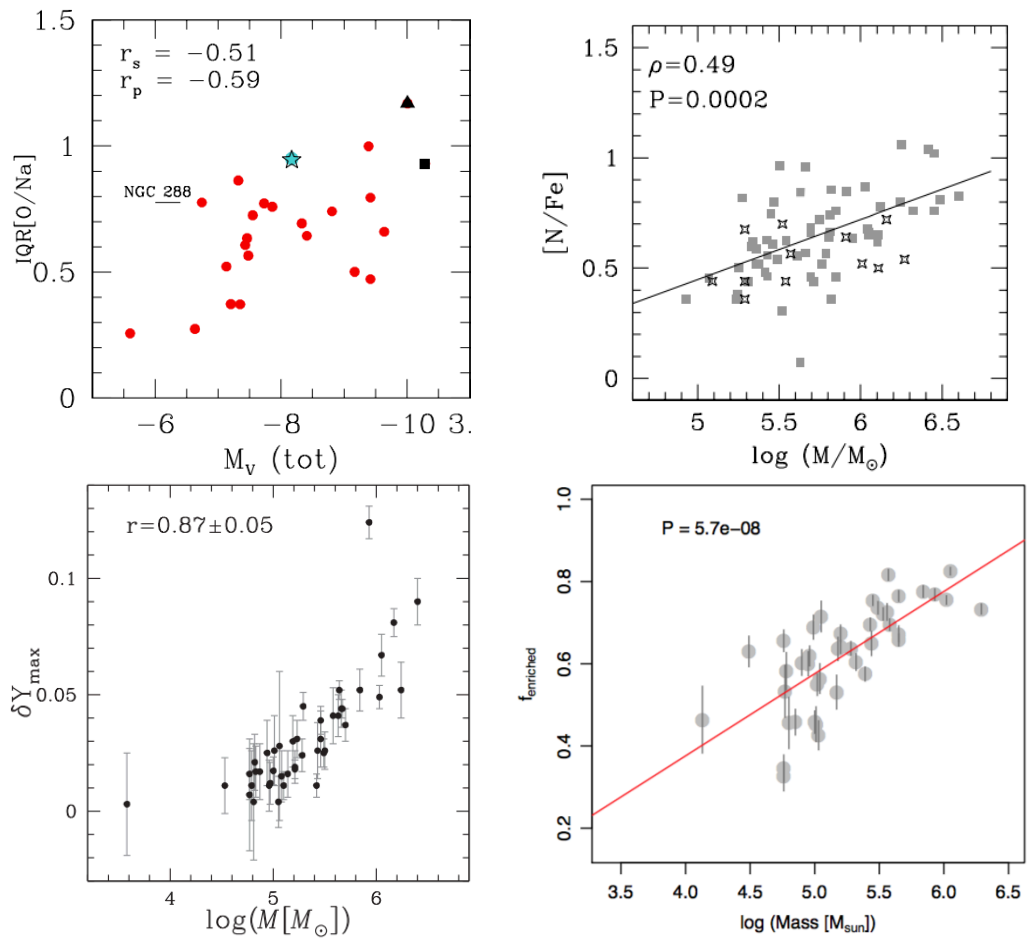 1.5
r_s = −0.51
r_p = −0.59
1
NGC 288
0.5
0
IQR[O/Na]
−6
−8
−10
3.
M_V (tot)
1.5
ρ=0.49
P=0.0002
1
0.5
0
[N/Fe]
5
5.5
6
6.5
log (M/M_⊙)
r=0.87±0.05
0.1
0.05
0
δY_max
4
5
6
log(M[M_⊙])
P = 5.7e−08
1.0
0.8
0.6
0.4
0.2
f_enriched
3.5
4.0
4.5
5.0
5.5
6.0
6.5
log (Mass [M_sun])